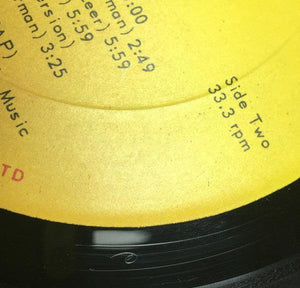 :00
man) 2:49
eer) 5:59
ersion)
) 5:59
man) 3:25
AP)
Music
Side Two
33.3 rpm
TD